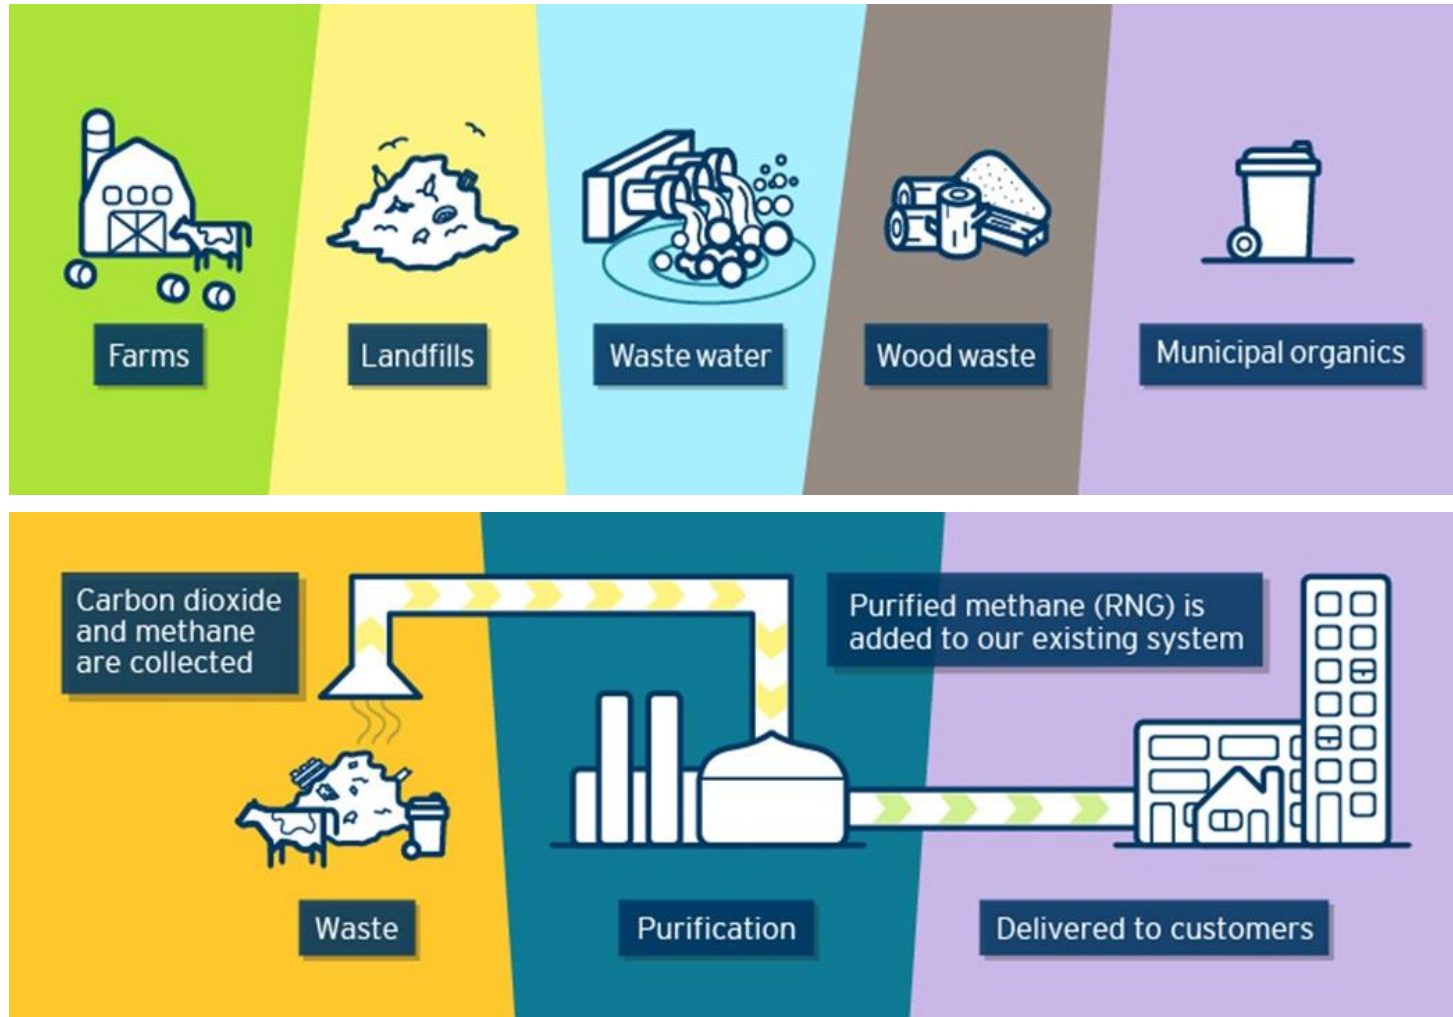 Farms
Landfills
Waste water
Wood waste
Municipal organics
Carbon dioxide
and methane
are collected
Purified methane (RNG) is
added to our existing system
Waste
Purification
Delivered to customers